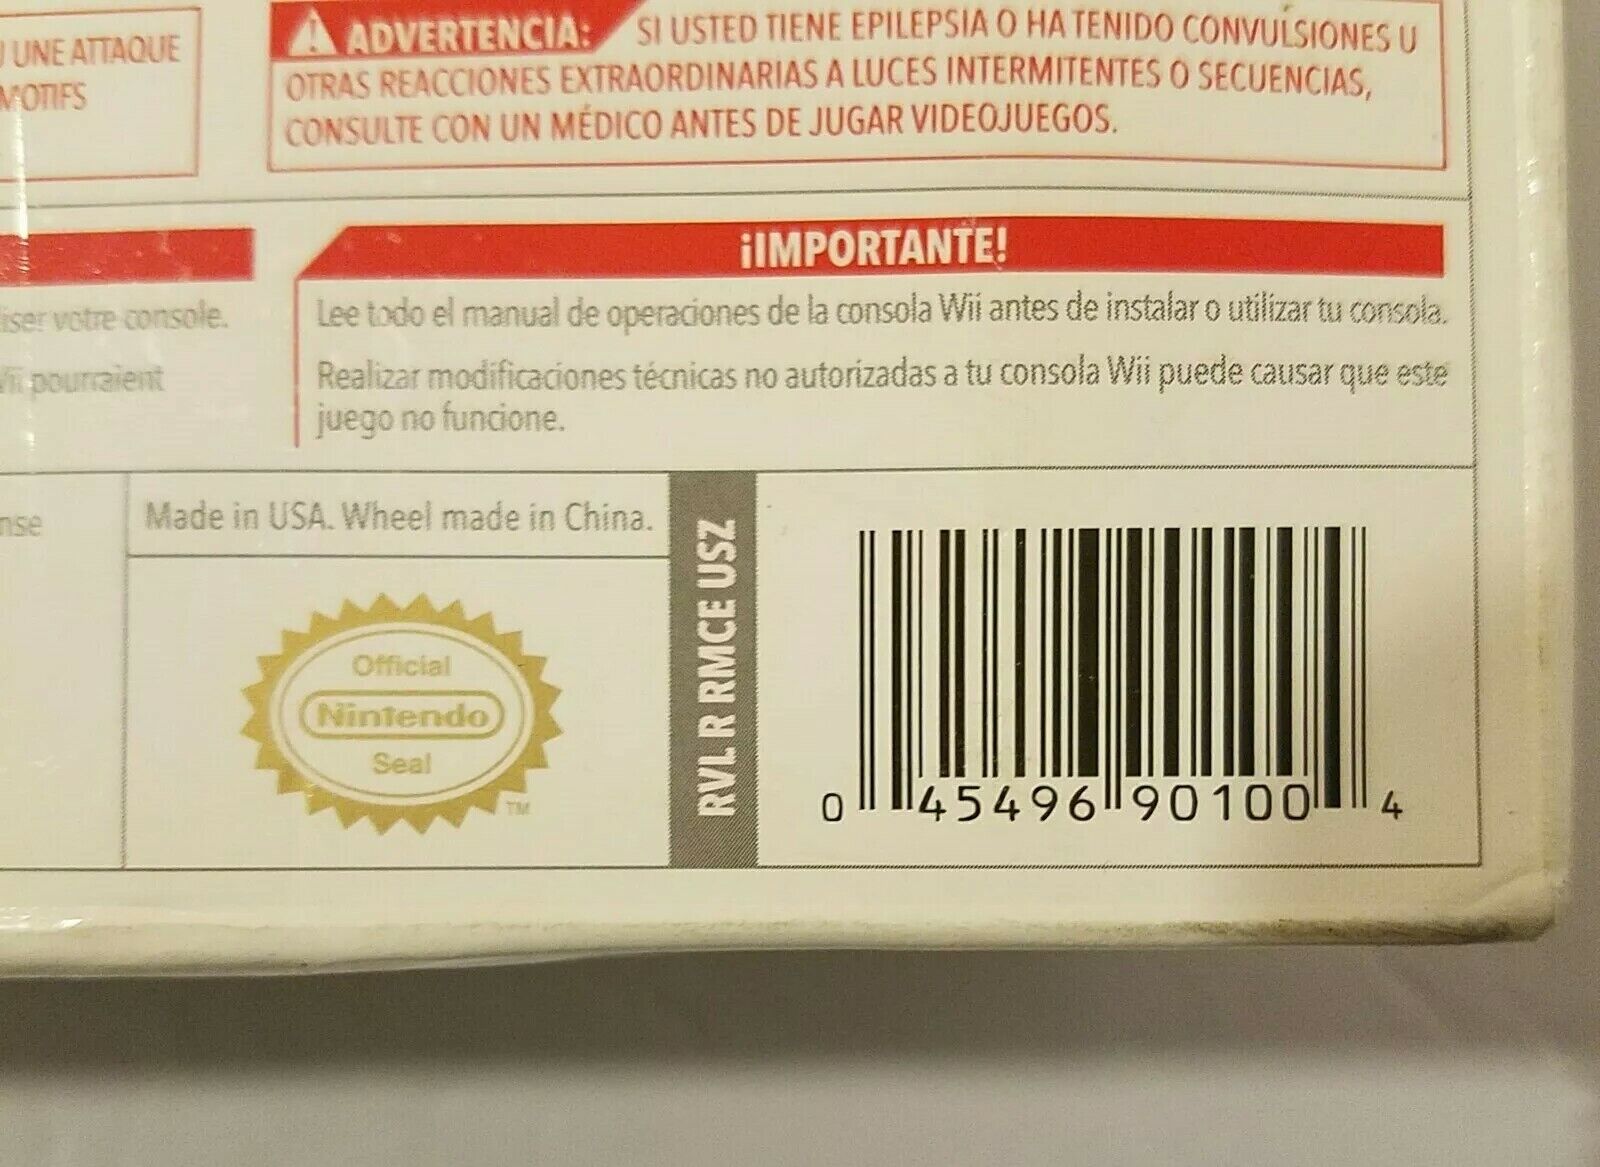 UNE ATTAQUE
MOTIFS
ADVERTENCIA: SI USTED TIENE EPILEPSIA O HA TENIDO CONVULSIONES U
OTRAS REACCIONES EXTRAORDINARIAS A LUCES INTERMITENTES O SECUENCIAS,
CONSULTE CON UN MÉDICO ANTES DE JUGAR VIDEOJUEGOS.
¡IMPORTANTE!
iser votre console.
Wii pourraient
Lee todo el manual de operaciones de la consola Wii antes de instalar o utilizar tu consola.
Realizar modificaciones técnicas no autorizadas a tu consola Wii puede causar que este
juego no funcione.
nse
Made in USA. Wheel made in China.
Official
Nintendo
Seal
TM
RVL R RMCE USZ
0 45496 90100 4